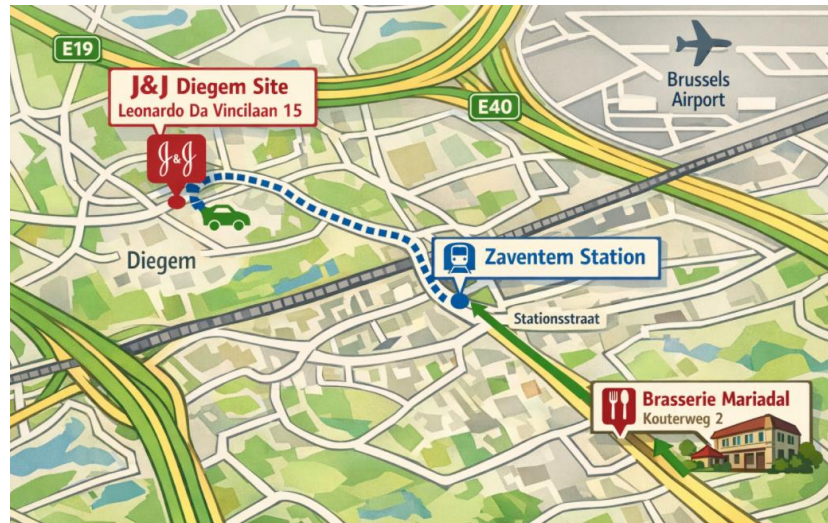 E19
J&J Diegem Site
Leonardo Da Vincilaan 15
J&J
E40
Brussels
Airport
Diegem
Zaventem Station
Stationsstraat
Brasserie Mariadal
Kouterweg 2